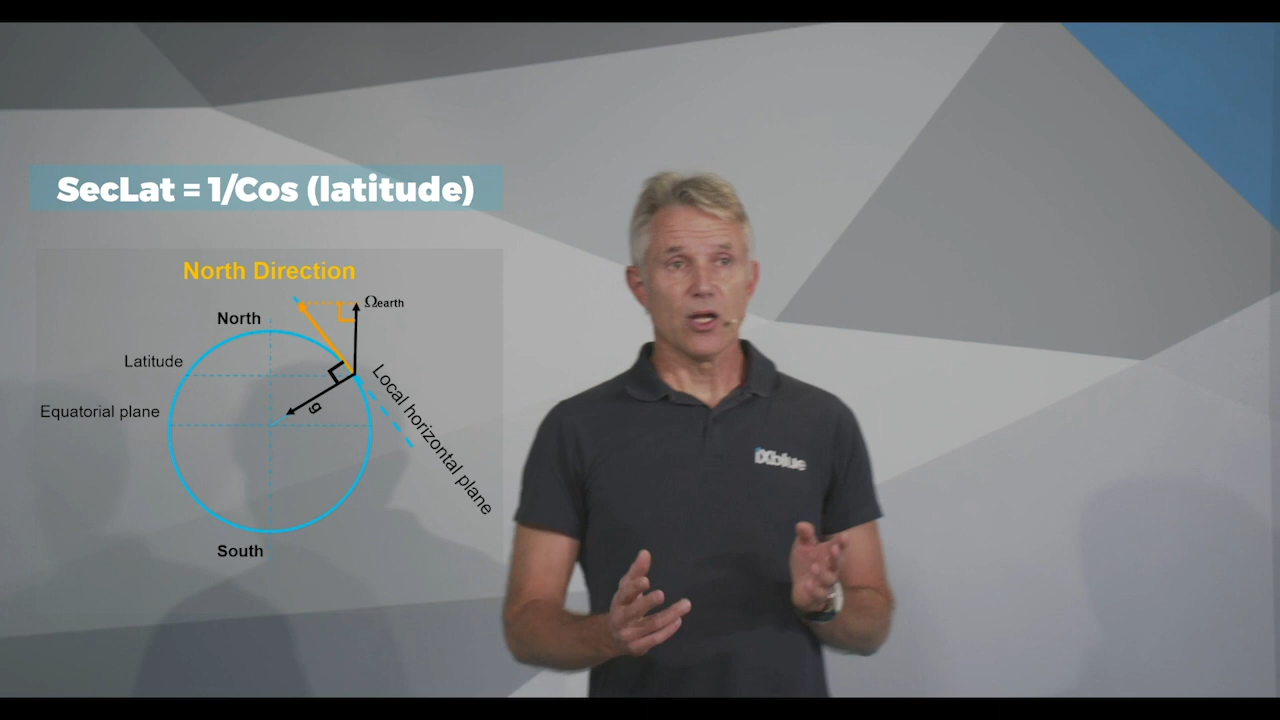 SecLat = 1/Cos (latitude)
North Direction
Ωearth
North
Latitude
Equatorial plane
g
Local horizontal plane
South
iXblue